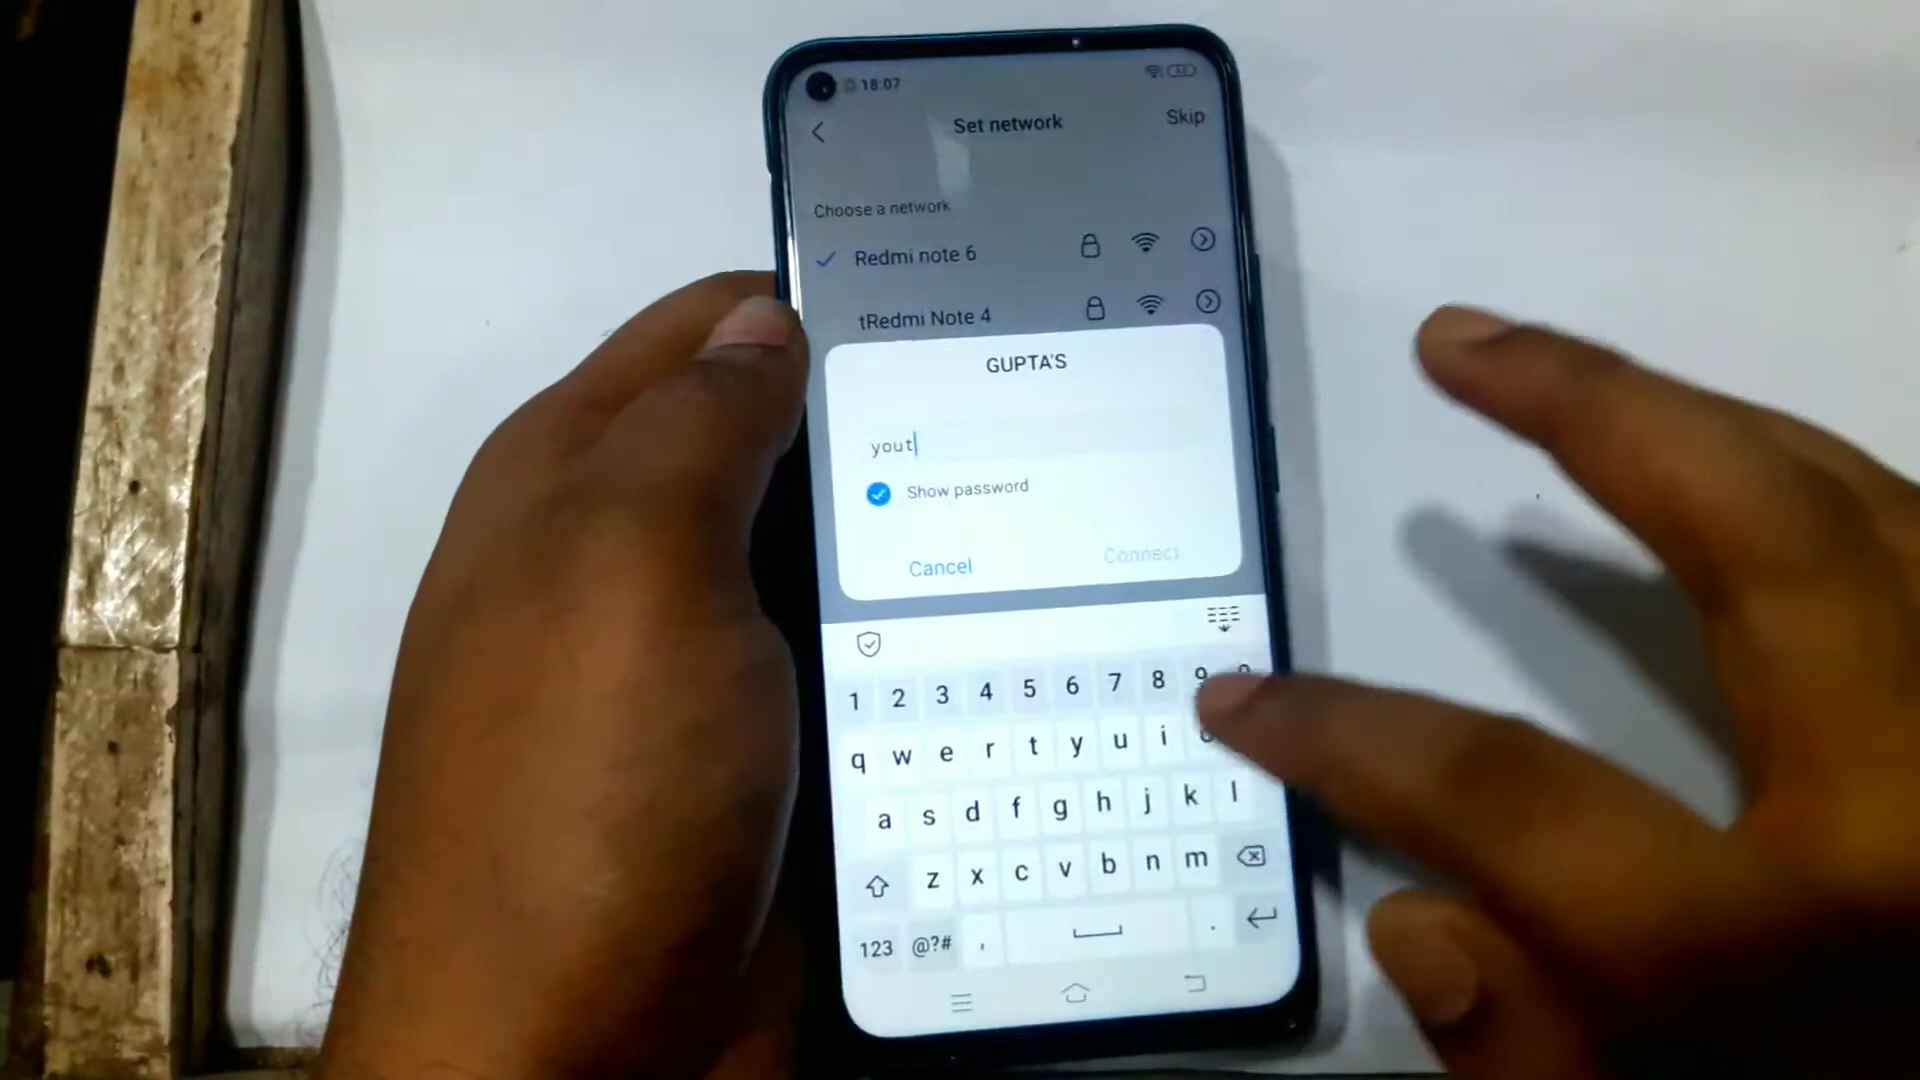 18:07
Set network
Skip
Choose a network
Redmi note 6
tRedmi Note 4
GUPTA'S
yout
Show password
Cancel
Connect
1 2 3 4 5 6 7 8 9
q w e r t y u i
a s d f g h j k l
z x c v b n m
123 @?# , .